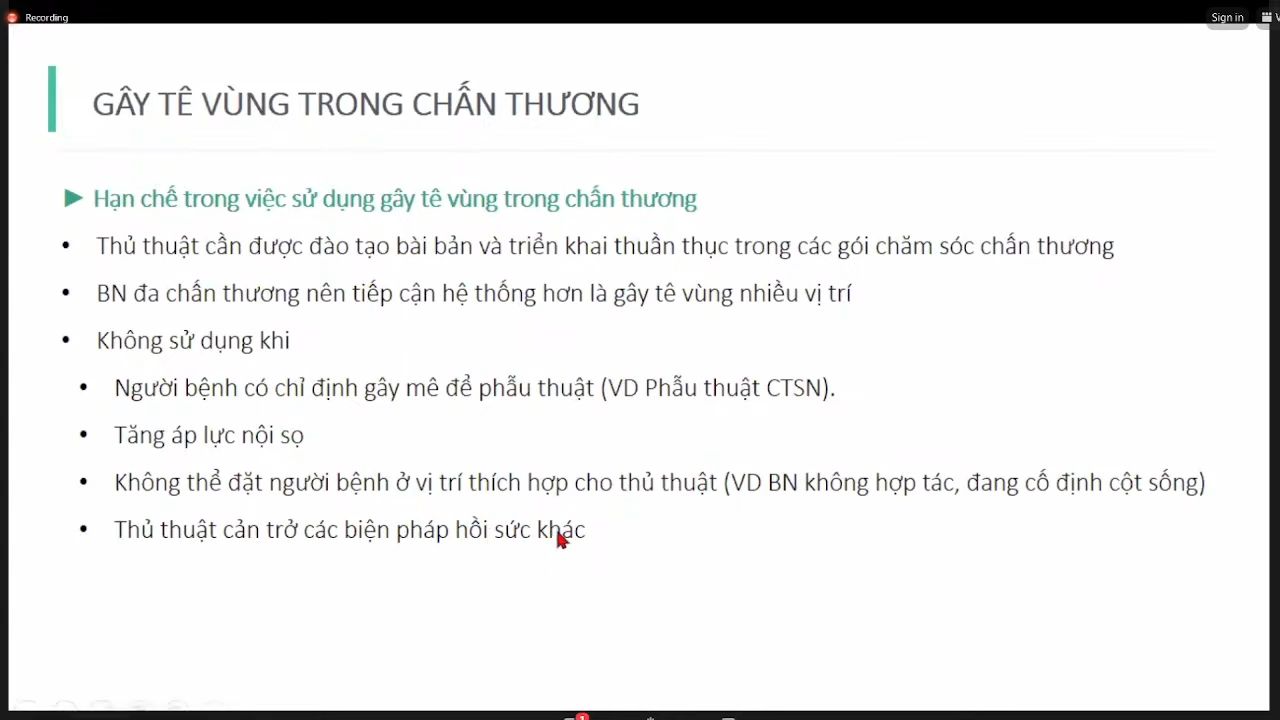 Recording
Sign in
GÂY TÊ VÙNG TRONG CHẤN THƯƠNG
► Hạn chế trong việc sử dụng gây tê vùng trong chấn thương
• Thủ thuật cần được đào tạo bài bản và triển khai thuần thục trong các gói chăm sóc chấn thương
• BN đa chấn thương nên tiếp cận hệ thống hơn là gây tê vùng nhiều vị trí
• Không sử dụng khi
• Người bệnh có chỉ định gây mê để phẫu thuật (VD Phẫu thuật CTSN).
• Tăng áp lực nội sọ
• Không thể đặt người bệnh ở vị trí thích hợp cho thủ thuật (VD BN không hợp tác, đang cố định cột sống)
• Thủ thuật cản trở các biện pháp hồi sức khác